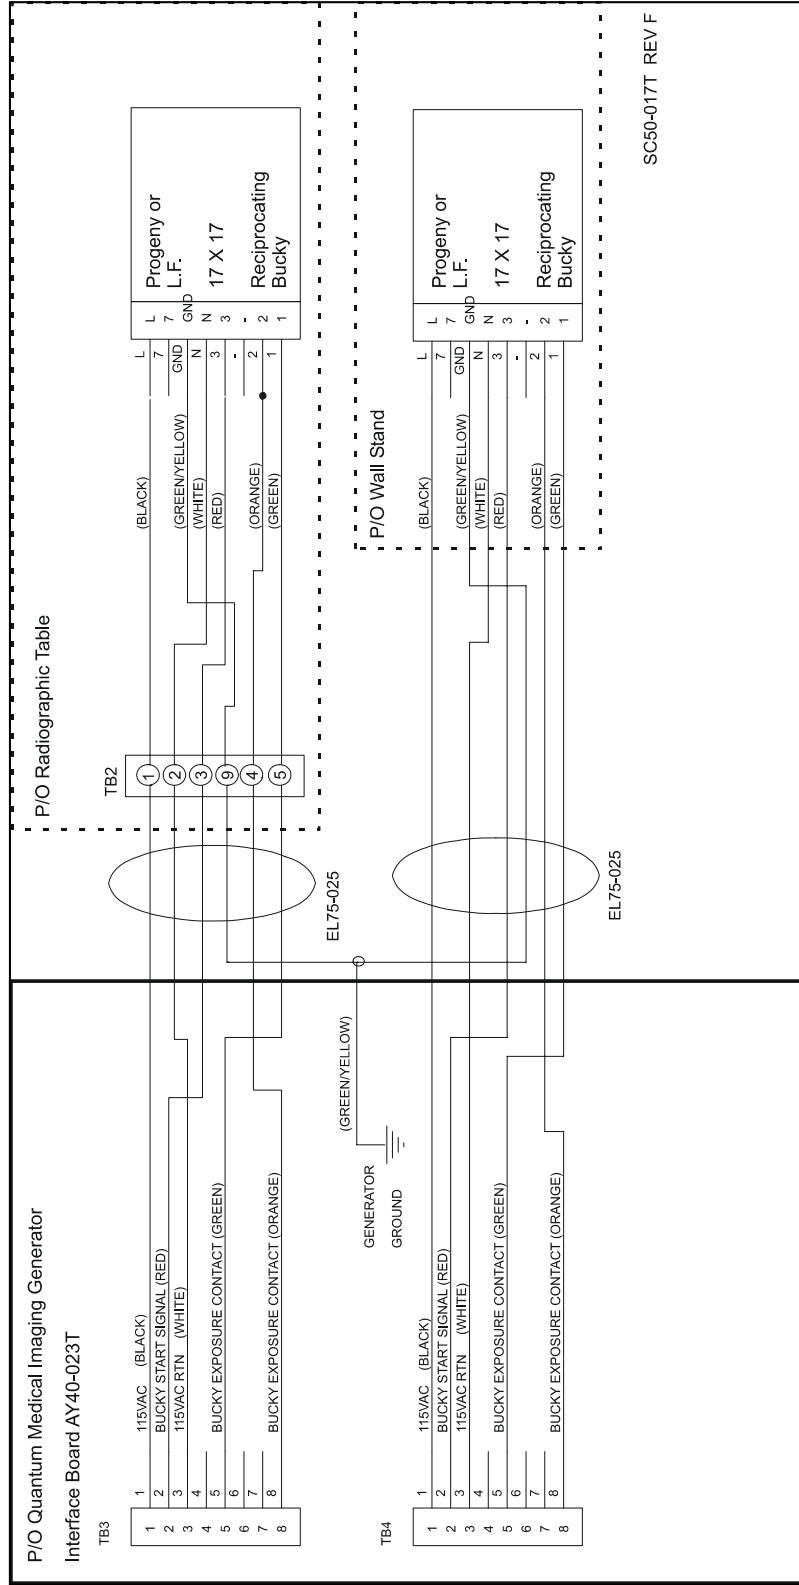 P/O Quantum Medical Imaging Generator
Interface Board AY40-023T
TB3
1 2 3 4 5 6 7 8
1 2 3 4 5 6 7 8
115VAC (BLACK)
BUCKY START SIGNAL (RED)
115VAC RTN (WHITE)
BUCKY EXPOSURE CONTACT (GREEN)
BUCKY EXPOSURE CONTACT (ORANGE)
EL75-025
P/O Radiographic Table
TB2
1 2 3 9 4 5
(BLACK)
(GREEN/YELLOW)
(WHITE)
(RED)
(ORANGE)
(GREEN)
L 7 GND N 3 - 2 1
L 7 GND N 3 - 2 1
Progeny or
L.F.
17 X 17
Reciprocating
Bucky
(GREEN/YELLOW)
GENERATOR
GROUND
TB4
1 2 3 4 5 6 7 8
1 2 3 4 5 6 7 8
115VAC (BLACK)
BUCKY START SIGNAL (RED)
115VAC RTN (WHITE)
BUCKY EXPOSURE CONTACT (GREEN)
BUCKY EXPOSURE CONTACT (ORANGE)
EL75-025
P/O Wall Stand
(BLACK)
(GREEN/YELLOW)
(WHITE)
(RED)
(ORANGE)
(GREEN)
L 7 GND N 3 - 2 1
L 7 GND N 3 - 2 1
Progeny or
L.F.
17 X 17
Reciprocating
Bucky
SC50-017T REV F